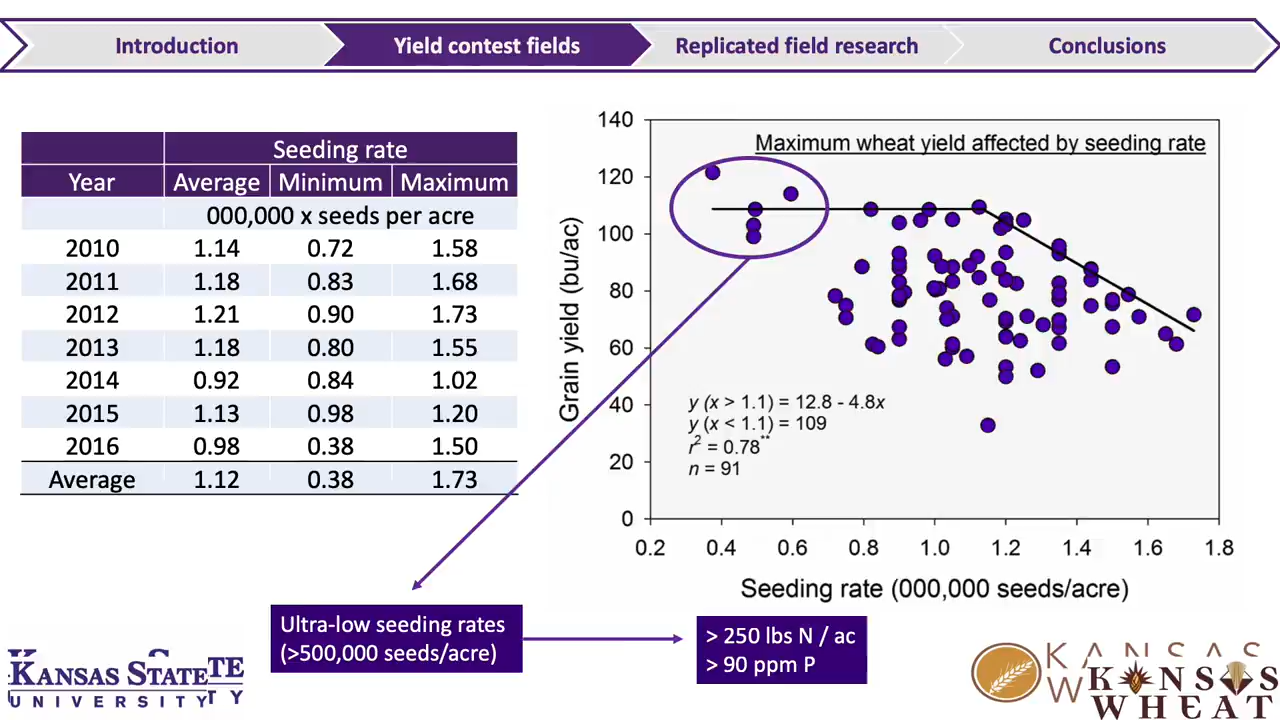 Introduction
Yield contest fields
Replicated field research
Conclusions
Seeding rate
Year Average Minimum Maximum
000,000 x seeds per acre
2010 1.14 0.72 1.58
2011 1.18 0.83 1.68
2012 1.21 0.90 1.73
2013 1.18 0.80 1.55
2014 0.92 0.84 1.02
2015 1.13 0.98 1.20
2016 0.98 0.38 1.50
Average 1.12 0.38 1.73
Maximum wheat yield affected by seeding rate
Grain yield (bu/ac)
140
120
100
80
60
40
20
0
y (x > 1.1) = 12.8 - 4.8x
y (x < 1.1) = 109
r² = 0.78**
n = 91
0.2 0.4 0.6 0.8 1.0 1.2 1.4 1.6 1.8
Seeding rate (000,000 seeds/acre)
Ultra-low seeding rates
(>500,000 seeds/acre)
> 250 lbs N / ac
> 90 ppm P
KANSAS STATE
UNIVERSITY
KANSAS
WHEAT